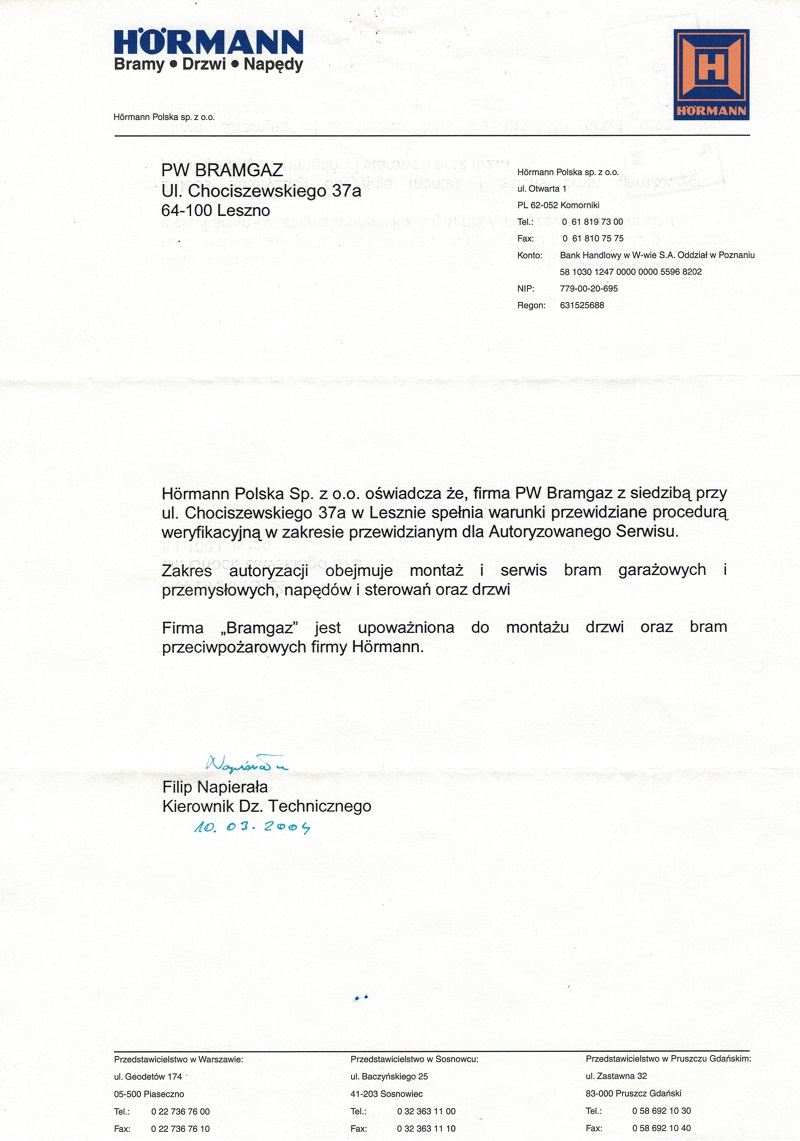 HÖRMANN
Bramy • Drzwi • Napędy
H
HÖRMANN
Hörmann Polska sp. z o.o.
PW BRAMGAZ
Ul. Chociszewskiego 37a
64-100 Leszno
Hörmann Polska sp. z o.o.
ul. Otwarta 1
PL 62-052 Komorniki
Tel.: 0 61 819 73 00
Fax: 0 61 810 75 75
Konto: Bank Handlowy w W-wie S.A. Oddział w Poznaniu
58 1030 1247 0000 0000 5596 8202
NIP: 779-00-20-695
Regon: 631525688
Hörmann Polska Sp. z o.o. oświadcza że, firma PW Bramgaz z siedzibą przy
ul. Chociszewskiego 37a w Lesznie spełnia warunki przewidziane procedurą
weryfikacyjną w zakresie przewidzianym dla Autoryzowanego Serwisu.
Zakres autoryzacji obejmuje montaż i serwis bram garażowych i
przemysłowych, napędów i sterowań oraz drzwi
Firma „Bramgaz” jest upoważniona do montażu drzwi oraz bram
przeciwpożarowych firmy Hörmann.
Napierała
Filip Napierała
Kierownik Dz. Technicznego
10. 03. 2004
Przedstawicielstwo w Warszawie:
ul. Geodetów 174
05-500 Piaseczno
Tel.: 0 22 736 76 00
Fax: 0 22 736 76 10
Przedstawicielstwo w Sosnowcu:
ul. Baczyńskiego 25
41-203 Sosnowiec
Tel.: 0 32 363 11 00
Fax: 0 32 363 11 10
Przedstawicielstwo w Pruszczu Gdańskim:
ul. Zastawna 32
83-000 Pruszcz Gdański
Tel.: 0 58 692 10 30
Fax: 0 58 692 10 40